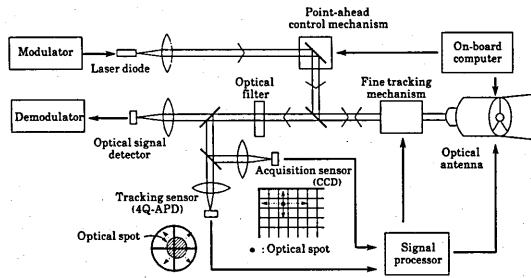 Point-ahead
control mechanism
Modulator
Laser diode
On-board
computer
Optical
filter
Fine tracking
mechanism
Demodulator
Optical signal
detector
Optical
antenna
Acquisition sensor
(CCD)
Tracking sensor
(4Q-APD)
Optical spot
• : Optical spot
Signal
processor